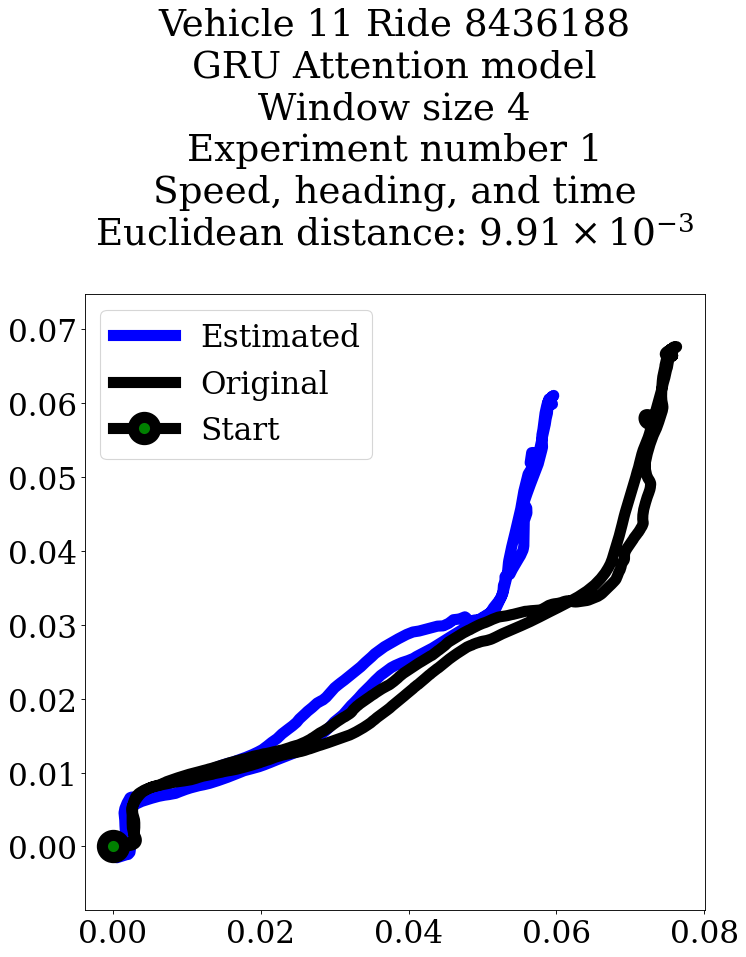 Vehicle 11 Ride 8436188
GRU Attention model
Window size 4
Experiment number 1
Speed, heading, and time
Euclidean distance: 9.91 × 10⁻³
Estimated
Original
Start
0.07
0.06
0.05
0.04
0.03
0.02
0.01
0.00
0.00 0.02 0.04 0.06 0.08